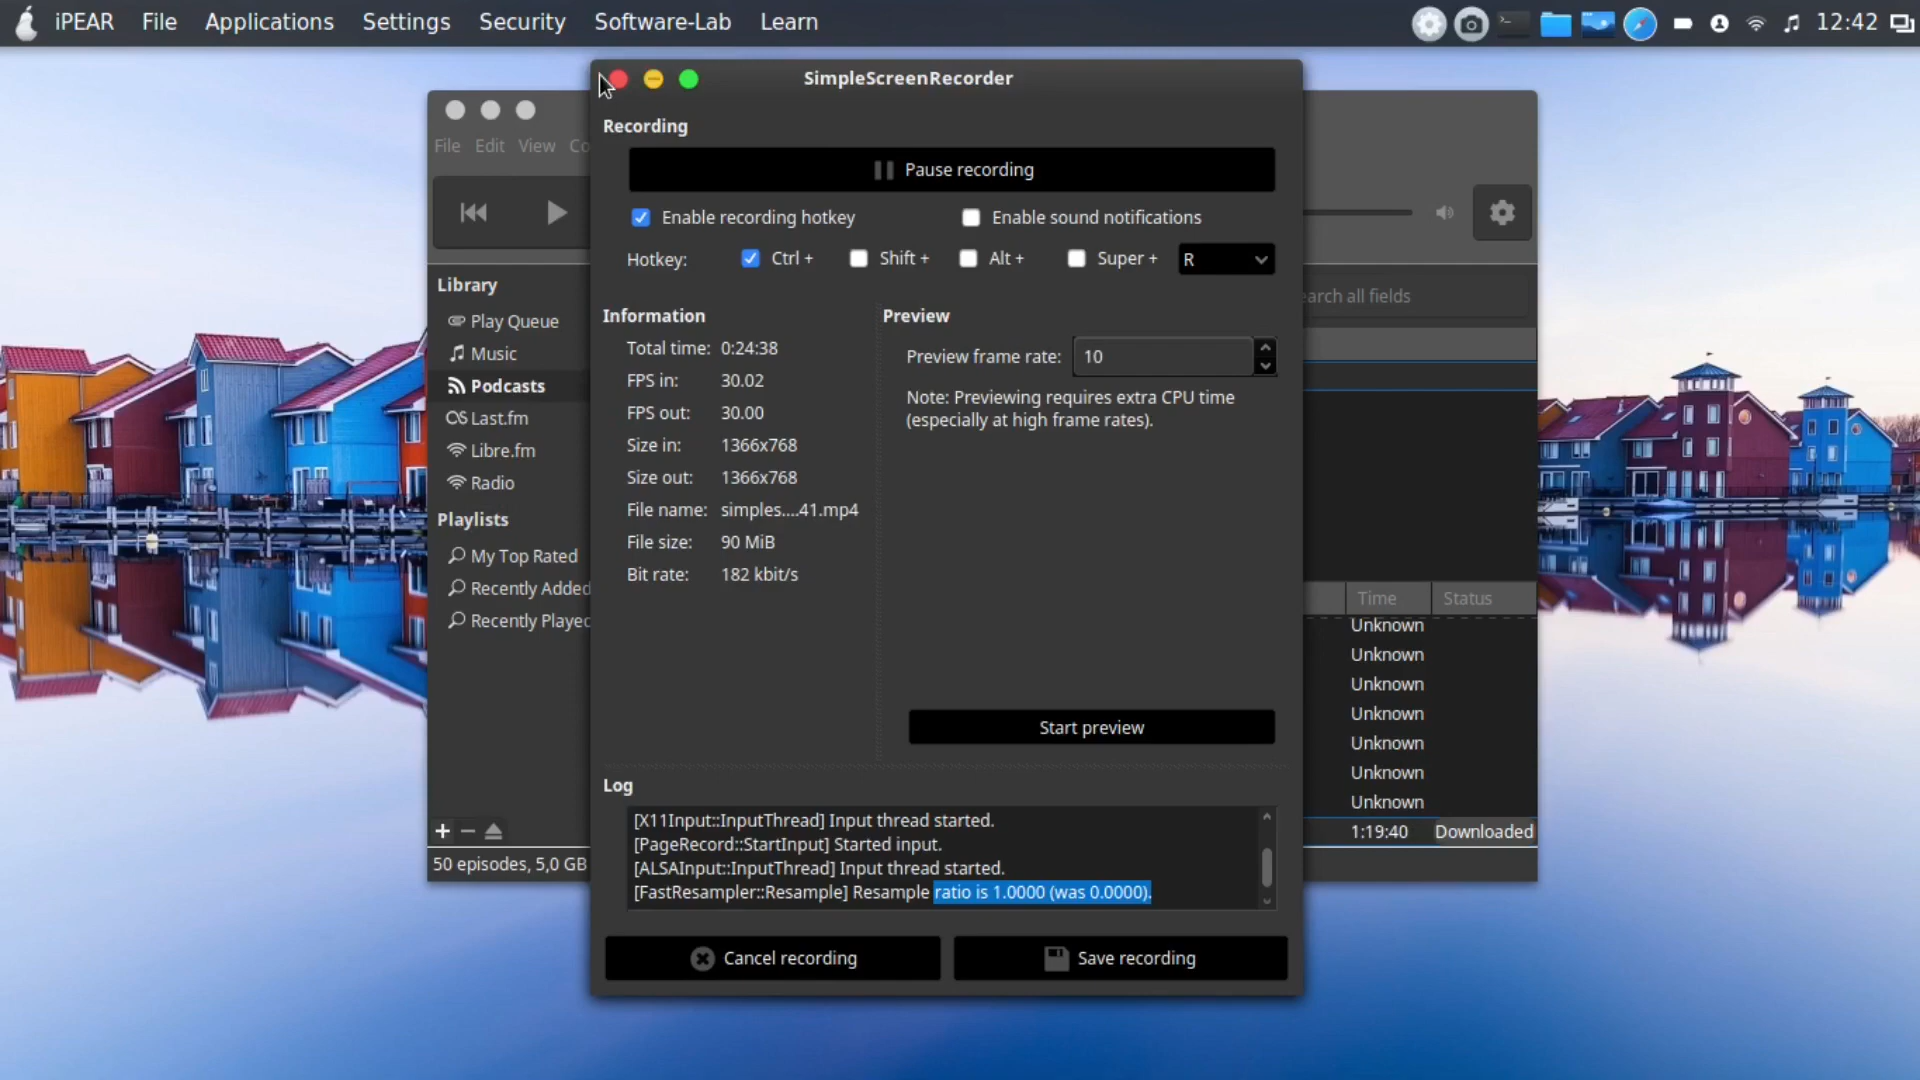 iPEAR File Applications Settings Security Software-Lab Learn 12:42
SimpleScreenRecorder
File Edit View Co
Recording
Pause recording
Enable recording hotkey Enable sound notifications
Hotkey: Ctrl + Shift + Alt + Super + R
Library
Play Queue
Music
Podcasts
Last.fm
Libre.fm
Radio
Playlists
My Top Rated
Recently Added
Recently Played
50 episodes, 5,0 GB
Information
Total time: 0:24:38
FPS in: 30.02
FPS out: 30.00
Size in: 1366x768
Size out: 1366x768
File name: simples....41.mp4
File size: 90 MiB
Bit rate: 182 kbit/s
Preview
Preview frame rate: 10
Note: Previewing requires extra CPU time
(especially at high frame rates).
Start preview
Log
[X11Input::InputThread] Input thread started.
[PageRecord::StartInput] Started input.
[ALSAInput::InputThread] Input thread started.
[FastResampler::Resample] Resample ratio is 1.0000 (was 0.0000).
Cancel recording Save recording
earch all fields
Time Status
Unknown
Unknown
Unknown
Unknown
Unknown
Unknown
Unknown
1:19:40 Downloaded